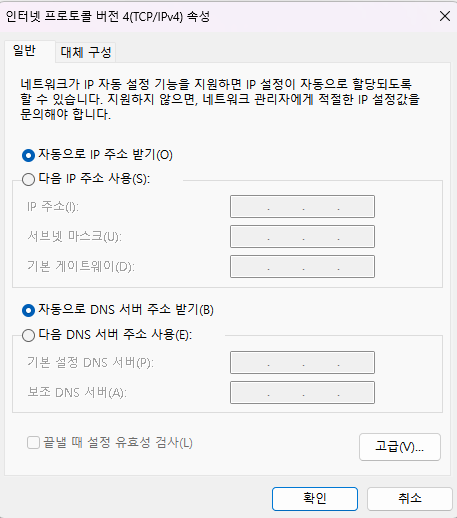 인터넷 프로토콜 버전 4(TCP/IPv4) 속성
일반
대체 구성
네트워크가 IP 자동 설정 기능을 지원하면 IP 설정이 자동으로 할당되도록
할 수 있습니다. 지원하지 않으면, 네트워크 관리자에게 적절한 IP 설정값을
문의해야 합니다.
자동으로 IP 주소 받기(O)
다음 IP 주소 사용(S):
IP 주소(I):
서브넷 마스크(U):
기본 게이트웨이(D):
자동으로 DNS 서버 주소 받기(B)
다음 DNS 서버 주소 사용(E):
기본 설정 DNS 서버(P):
보조 DNS 서버(A):
끝낼 때 설정 유효성 검사(L)
고급(V)...
확인
취소